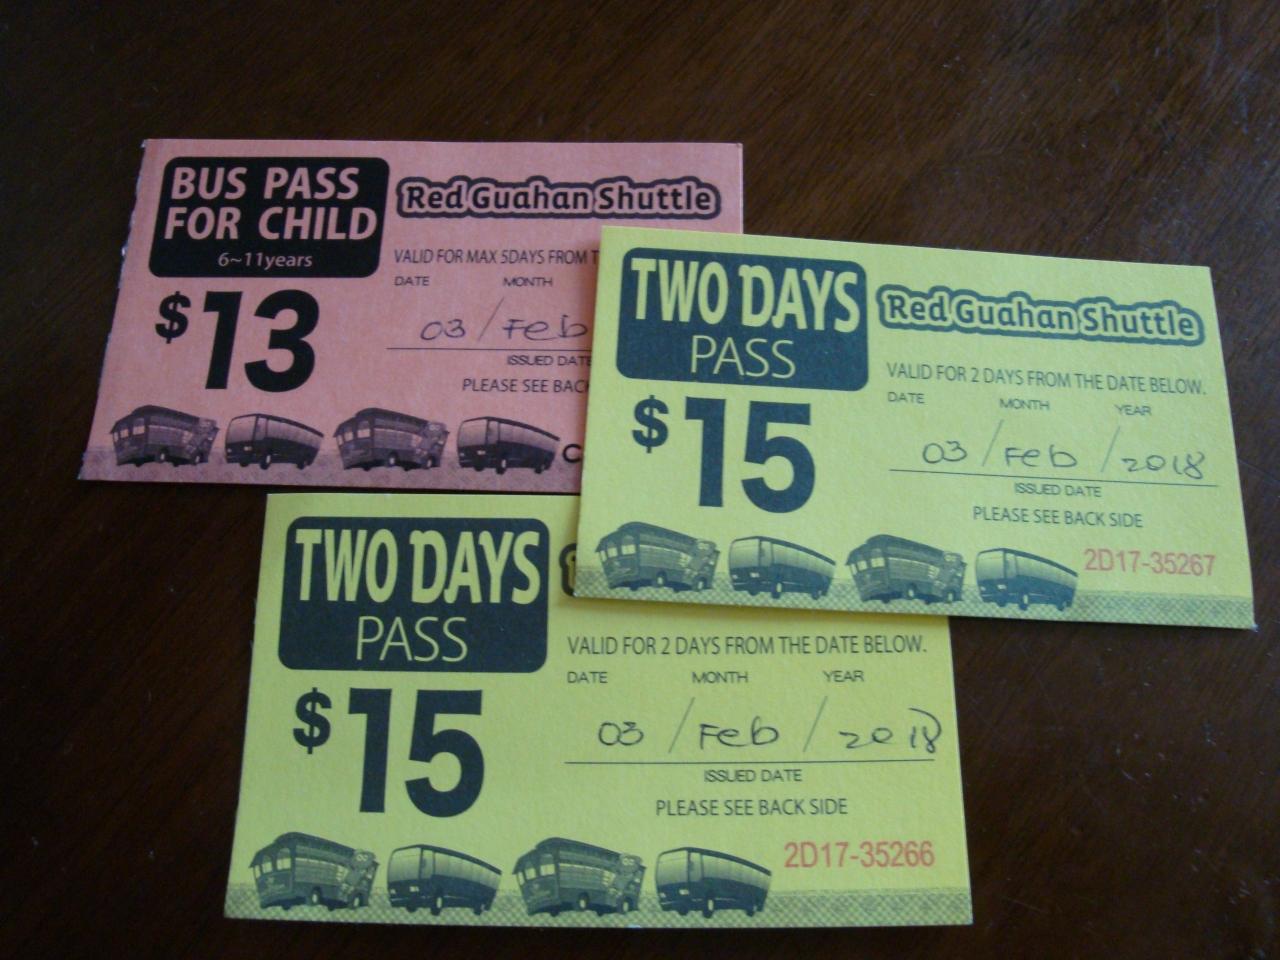 BUS PASS
FOR CHILD
6~11years
$13
Red Guahan Shuttle
VALID FOR MAX 5DAYS FROM
DATE MONTH
03 / Feb
ISSUED DATE
PLEASE SEE BACK
TWO DAYS
PASS
$15
Red Guahan Shuttle
VALID FOR 2 DAYS FROM THE DATE BELOW.
DATE MONTH YEAR
03 / Feb / 2018
ISSUED DATE
PLEASE SEE BACK SIDE
2D17-35267
TWO DAYS
PASS
$15
VALID FOR 2 DAYS FROM THE DATE BELOW.
DATE MONTH YEAR
03 / Feb / 2018
ISSUED DATE
PLEASE SEE BACK SIDE
2D17-35266